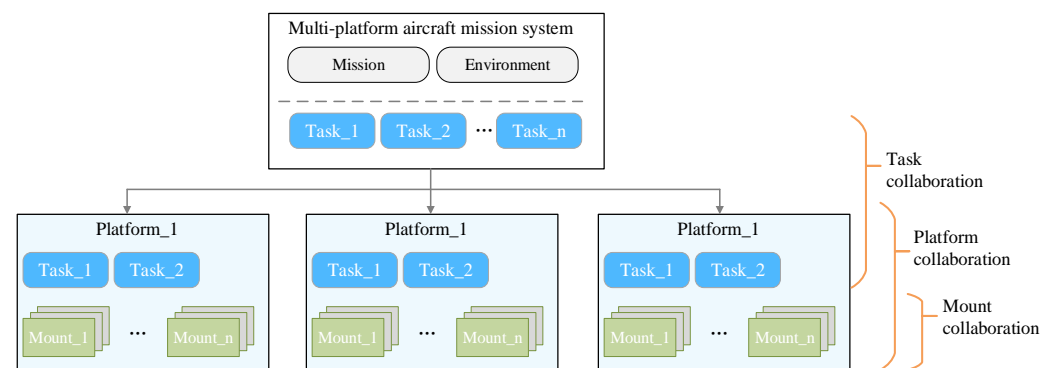 Multi-platform aircraft mission system
Mission Environment
Task_1 Task_2 ... Task_n
Task
collaboration
Platform_1 Platform_1 Platform_1
Platform
collaboration
Task_1 Task_2 Task_1 Task_2 Task_1 Task_2
Mount
collaboration
Mount_1 ... Mount_n Mount_1 ... Mount_n Mount_1 ... Mount_n